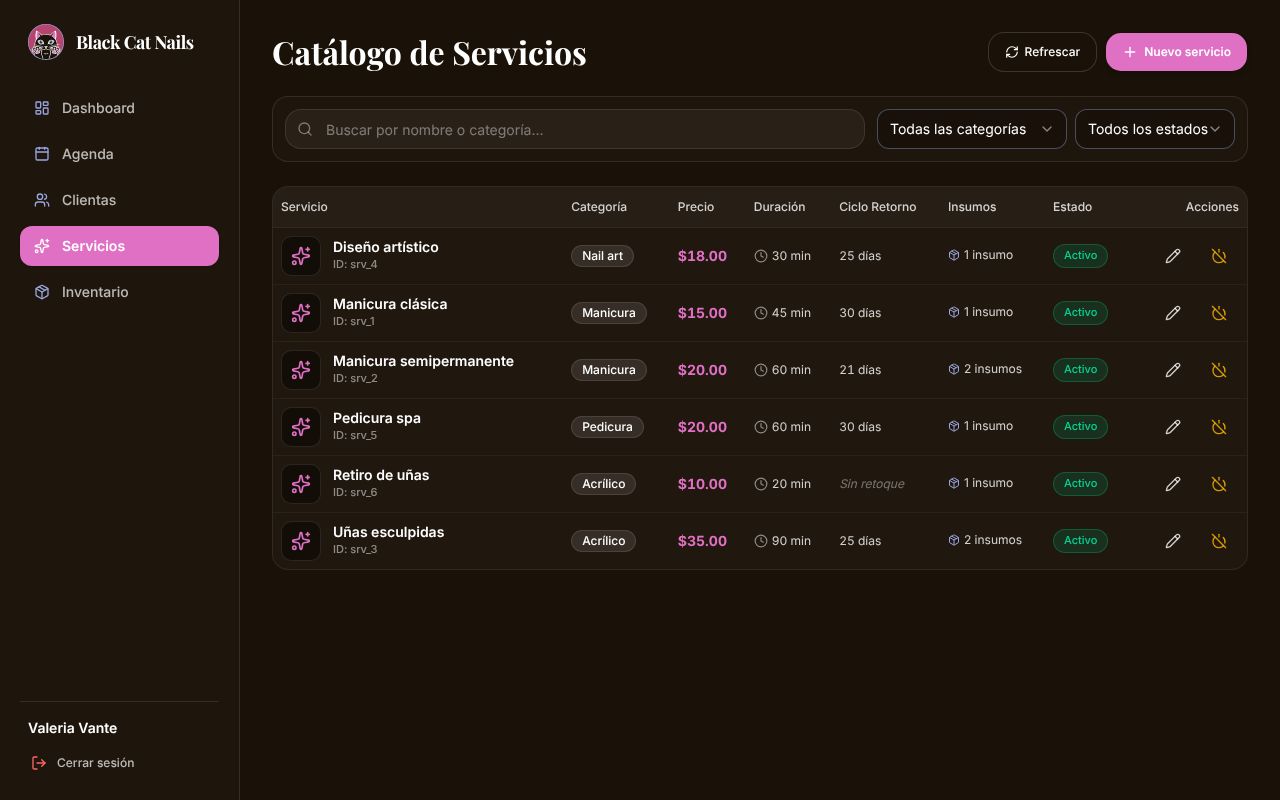 Black Cat Nails
Dashboard
Agenda
Clientas
Servicios
Inventario
Valeria Vante
Cerrar sesión
Catálogo de Servicios
Refrescar
Nuevo servicio
Buscar por nombre o categoría...
Todas las categorías
Todos los estados
Servicio Categoría Precio Duración Ciclo Retorno Insumos Estado Acciones
Diseño artístico
ID: srv_4
Nail art $18.00 30 min 25 días 1 insumo Activo
Manicura clásica
ID: srv_1
Manicura $15.00 45 min 30 días 1 insumo Activo
Manicura semipermanente
ID: srv_2
Manicura $20.00 60 min 21 días 2 insumos Activo
Pedicura spa
ID: srv_5
Pedicura $20.00 60 min 30 días 1 insumo Activo
Retiro de uñas
ID: srv_6
Acrílico $10.00 20 min Sin retoque 1 insumo Activo
Uñas esculpidas
ID: srv_3
Acrílico $35.00 90 min 25 días 2 insumos Activo